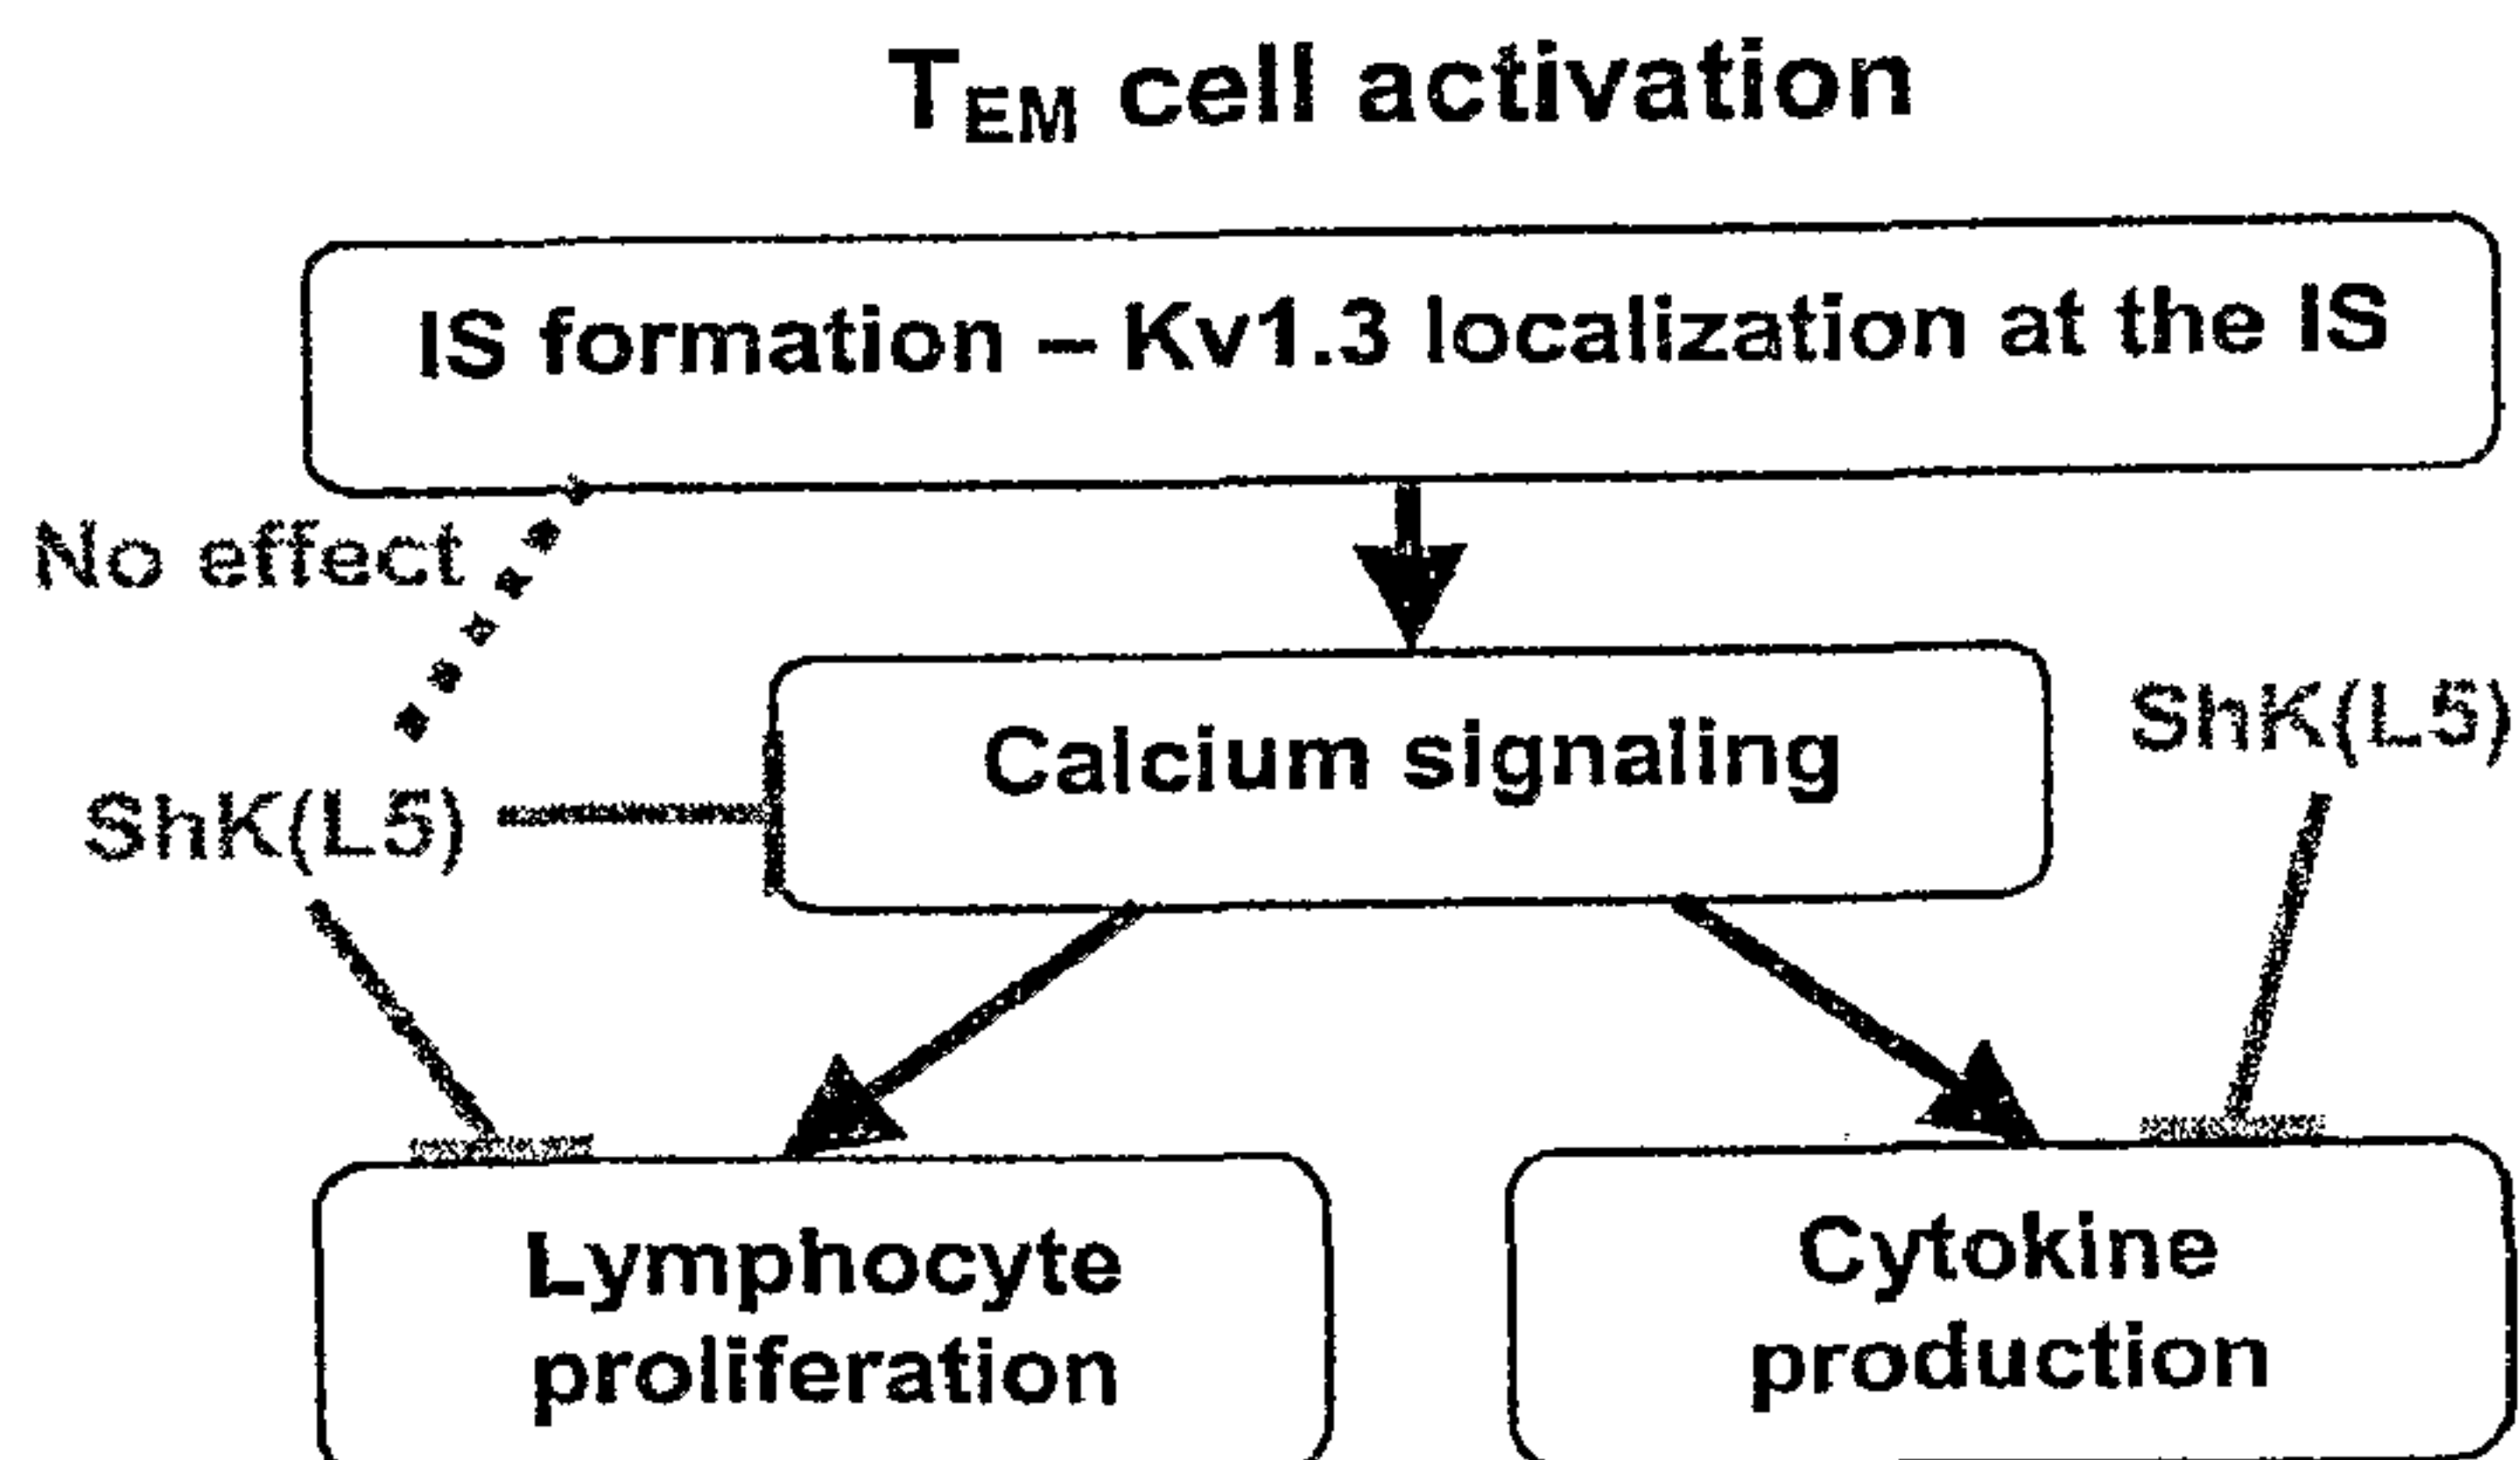 T_EM cell activation
IS formation – Kv1.3 localization at the IS
No effect
Calcium signaling
ShK(L5)
ShK(L5)
Lymphocyte
proliferation
Cytokine
production